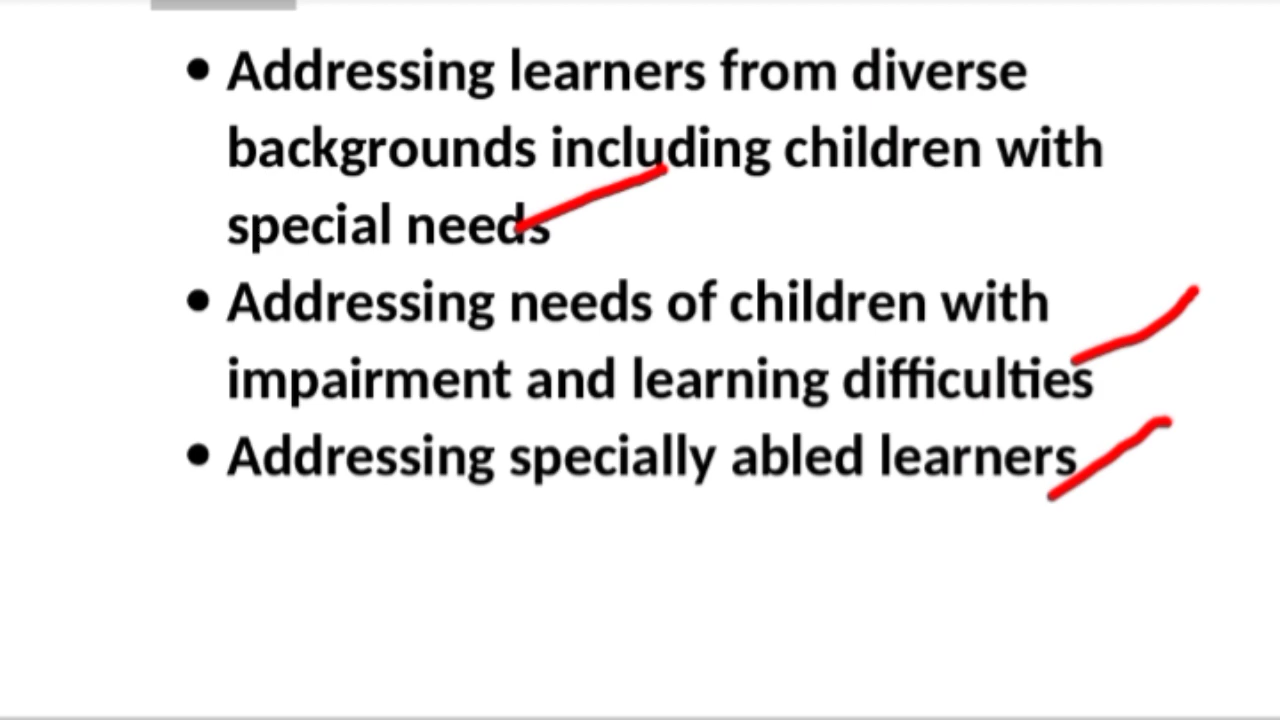 • Addressing learners from diverse
backgrounds including children with
special needs
• Addressing needs of children with
impairment and learning difficulties
• Addressing specially abled learners